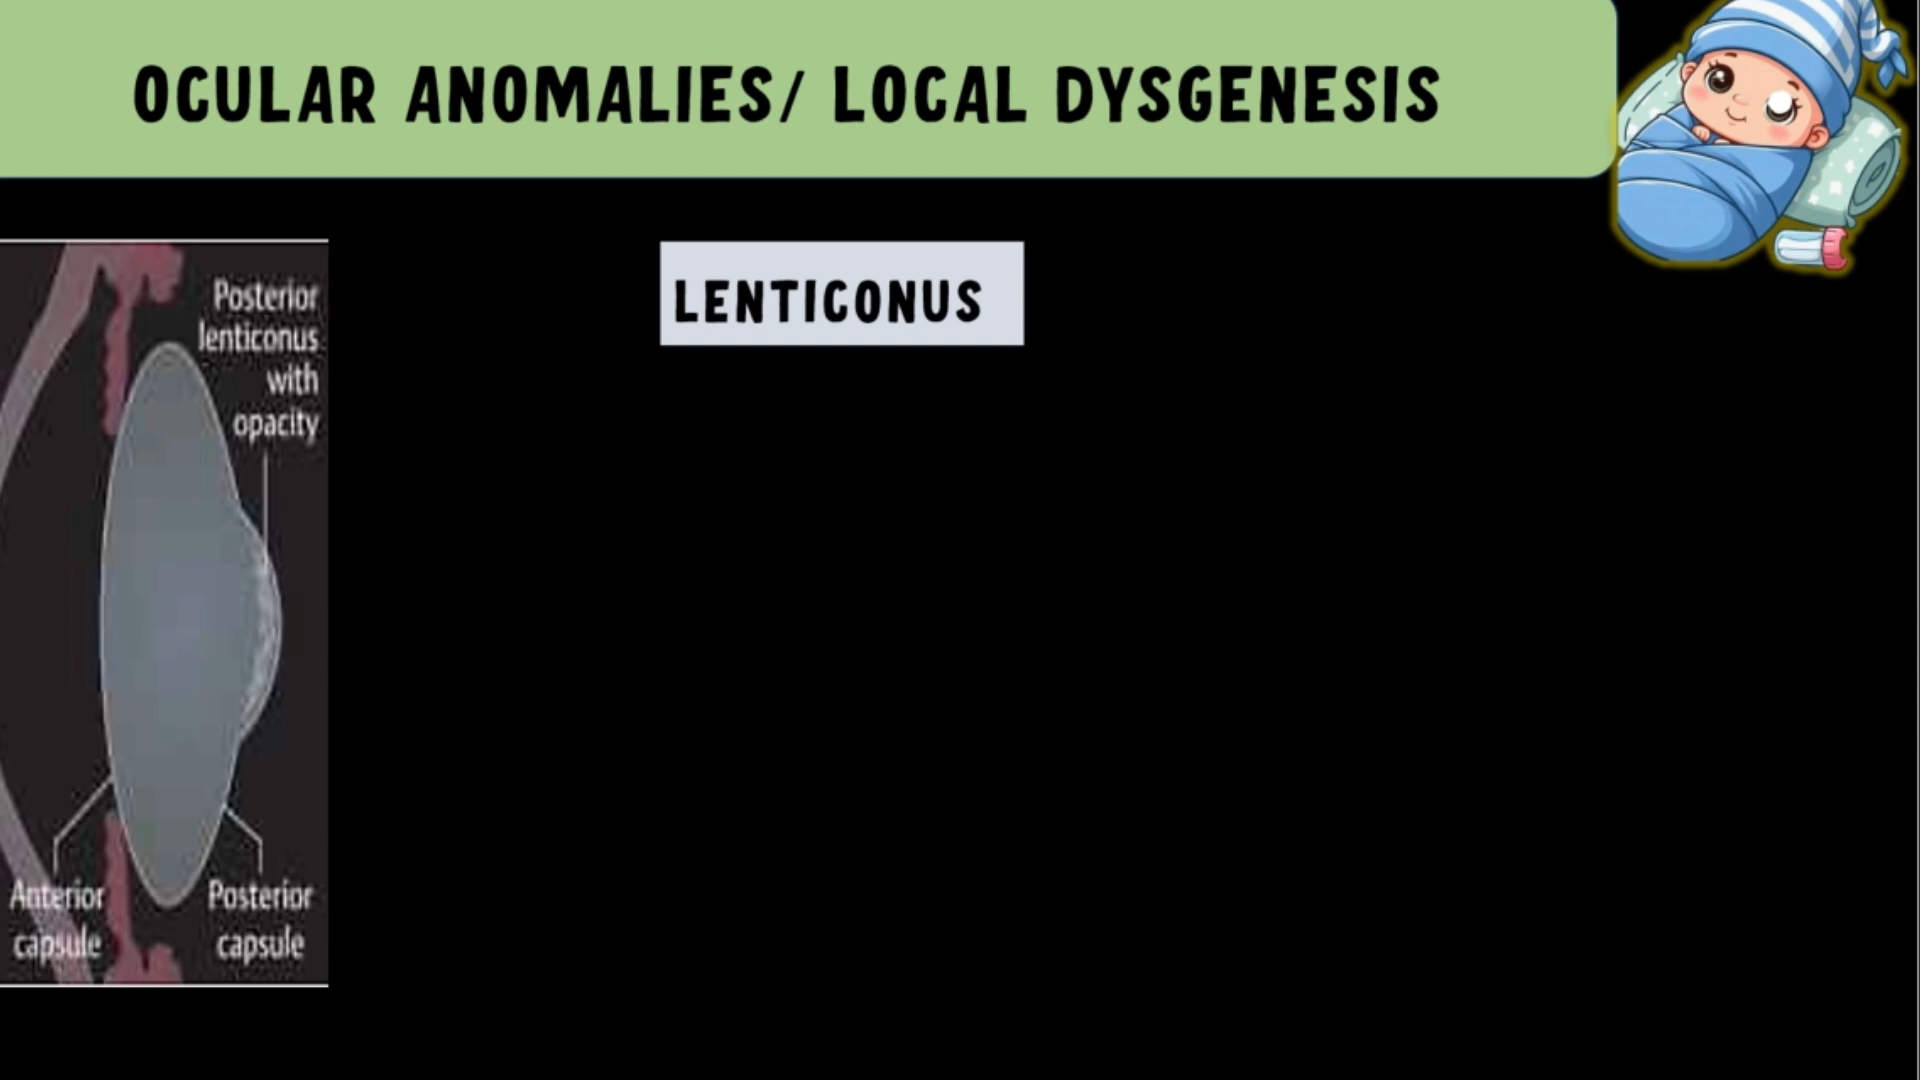 OCULAR ANOMALIES/ LOCAL DYSGENESIS
LENTICONUS
Posterior
lenticonus
with
opacity
Anterior
capsule
Posterior
capsule